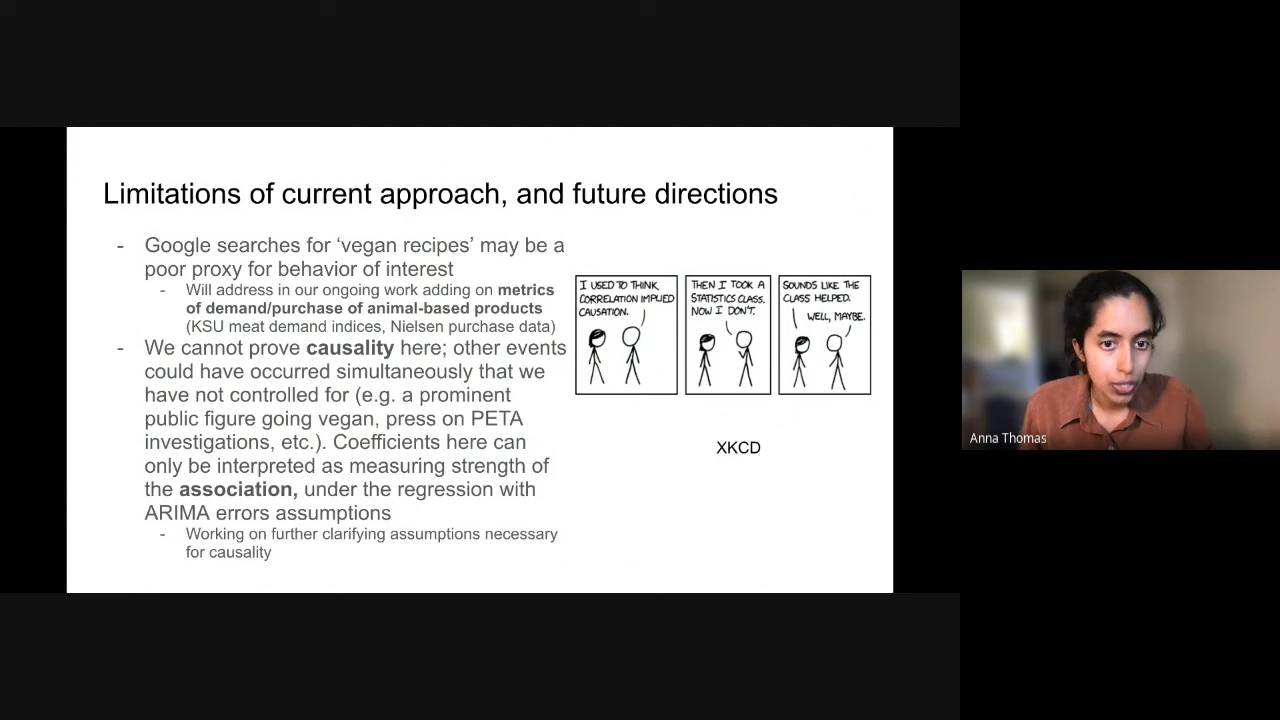 Limitations of current approach, and future directions
- Google searches for ‘vegan recipes’ may be a
poor proxy for behavior of interest
- Will address in our ongoing work adding on metrics
of demand/purchase of animal-based products
(KSU meat demand indices, Nielsen purchase data)
- We cannot prove causality here; other events
could have occurred simultaneously that we
have not controlled for (e.g. a prominent
public figure going vegan, press on PETA
investigations, etc.). Coefficients here can
only be interpreted as measuring strength of
the association, under the regression with
ARIMA errors assumptions
- Working on further clarifying assumptions necessary
for causality
I USED TO THINK
CORRELATION IMPLIED
CAUSATION.
THEN I TOOK A
STATISTICS CLASS.
NOW I DON'T.
SOUNDS LIKE THE
CLASS HELPED.
WELL, MAYBE.
XKCD
Anna Thomas